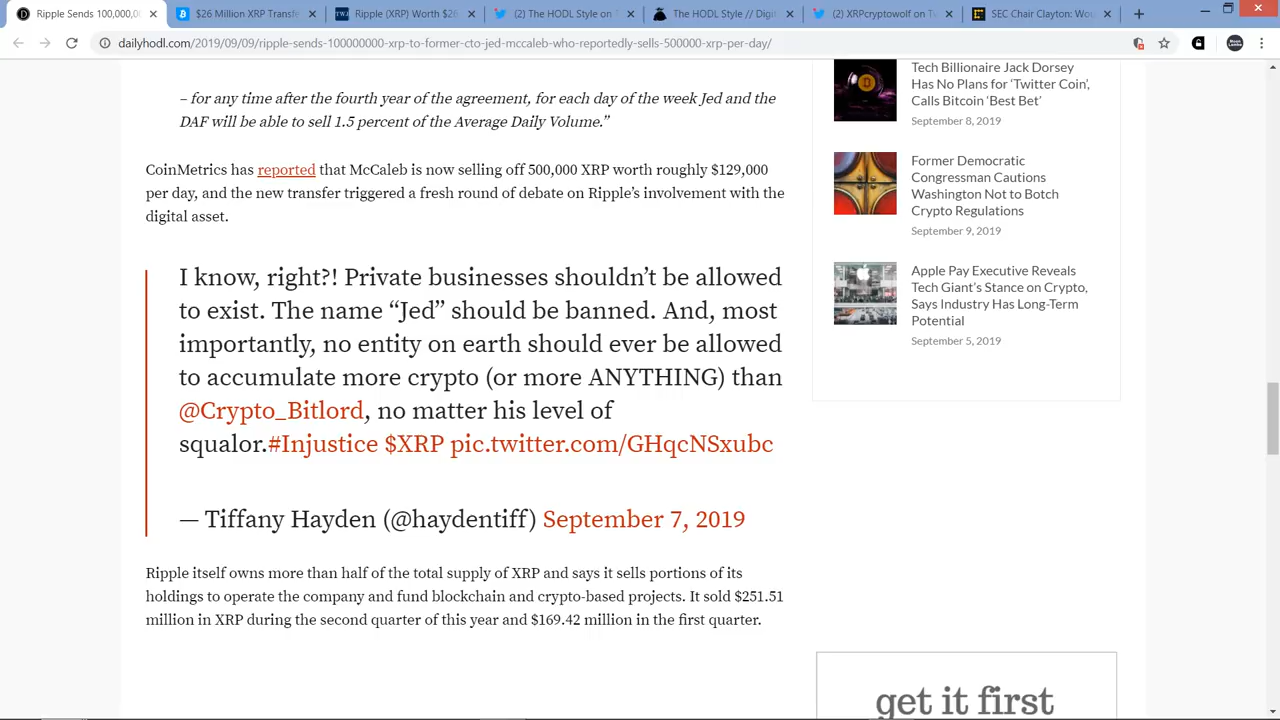 Ripple Sends 100,000,0
$26 Million in XRP Transfer
Ripple (XRP) Worth $26
(2) The HODL Style on
The HODL Style // Digit
(2) XRPcryptowolf on Tw
SEC Chair Clayton: Wou
dailyhodl.com/2019/09/09/ripple-sends-100000000-xrp-to-former-cto-jed-mccaleb-who-reportedly-sells-500000-xrp-per-day/
“for any time after the fourth year of the agreement, for each day of the week Jed and the
DAF will be able to sell 1.5 percent of the Average Daily Volume.”
CoinMetrics has reported that McCaleb is now selling off 500,000 XRP worth roughly $129,000
per day, and the new transfer triggered a fresh round of debate on Ripple’s involvement with the
digital asset.
I know, right?! Private businesses shouldn’t be allowed
to exist. The name “Jed” should be banned. And, most
importantly, no entity on earth should ever be allowed
to accumulate more crypto (or more ANYTHING) than
@Crypto_Bitlord, no matter his level of
squalor.#Injustice $XRP pic.twitter.com/GHqcNSxubc
— Tiffany Hayden (@haydentiff) September 7, 2019
Ripple itself owns more than half of the total supply of XRP and says it sells portions of its
holdings to operate the company and fund blockchain and crypto-based projects. It sold $251.51
million in XRP during the second quarter of this year and $169.42 million in the first quarter.
Tech Billionaire Jack Dorsey
Has No Plans for ‘Twitter Coin’,
Calls Bitcoin ‘Best Bet’
September 8, 2019
Former Democratic
Congressman Cautions
Washington Not to Botch
Crypto Regulations
September 9, 2019
Apple Pay Executive Reveals
Tech Giant’s Stance on Crypto,
Says Industry Has Long-Term
Potential
September 5, 2019
get it first